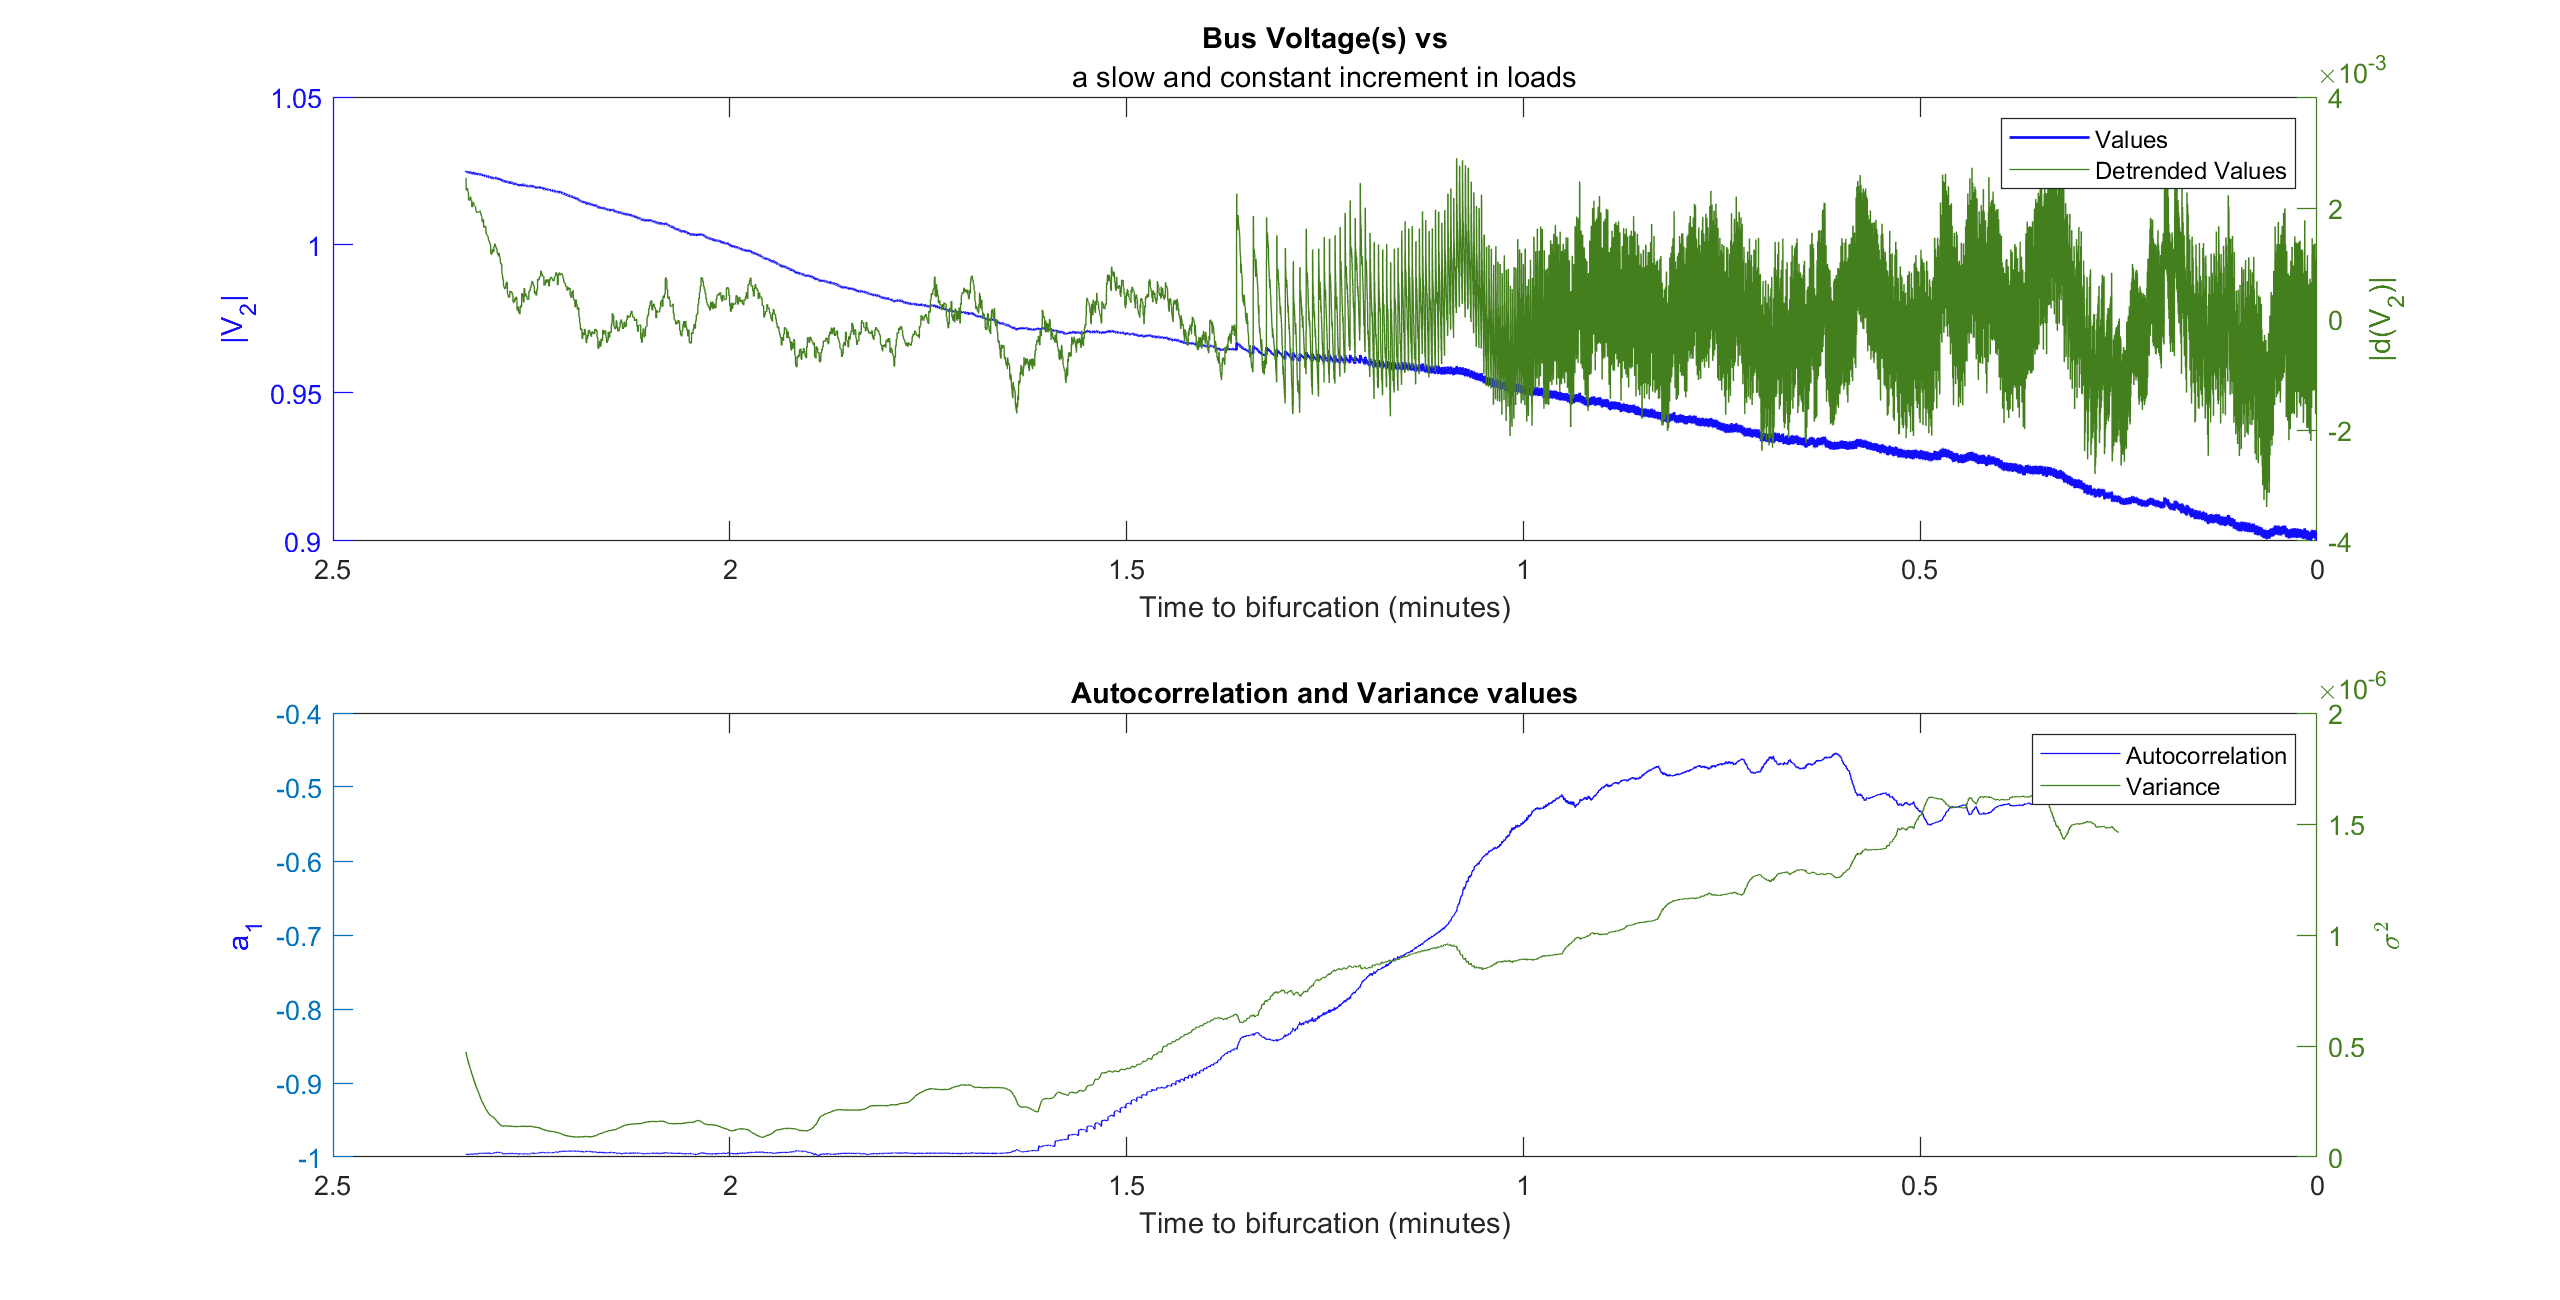 Bus Voltage(s) vs
a slow and constant increment in loads
×10-3
1.05
1
0.95
0.9
|V2|
4
2
0
-2
-4
|d(V2)|
Values
Detrended Values
2.5 2 1.5 1 0.5 0
Time to bifurcation (minutes)
Autocorrelation and Variance values
×10-6
-0.4
-0.5
-0.6
-0.7
-0.8
-0.9
-1
a1
2
1.5
1
0.5
0
σ2
Autocorrelation
Variance
2.5 2 1.5 1 0.5 0
Time to bifurcation (minutes)